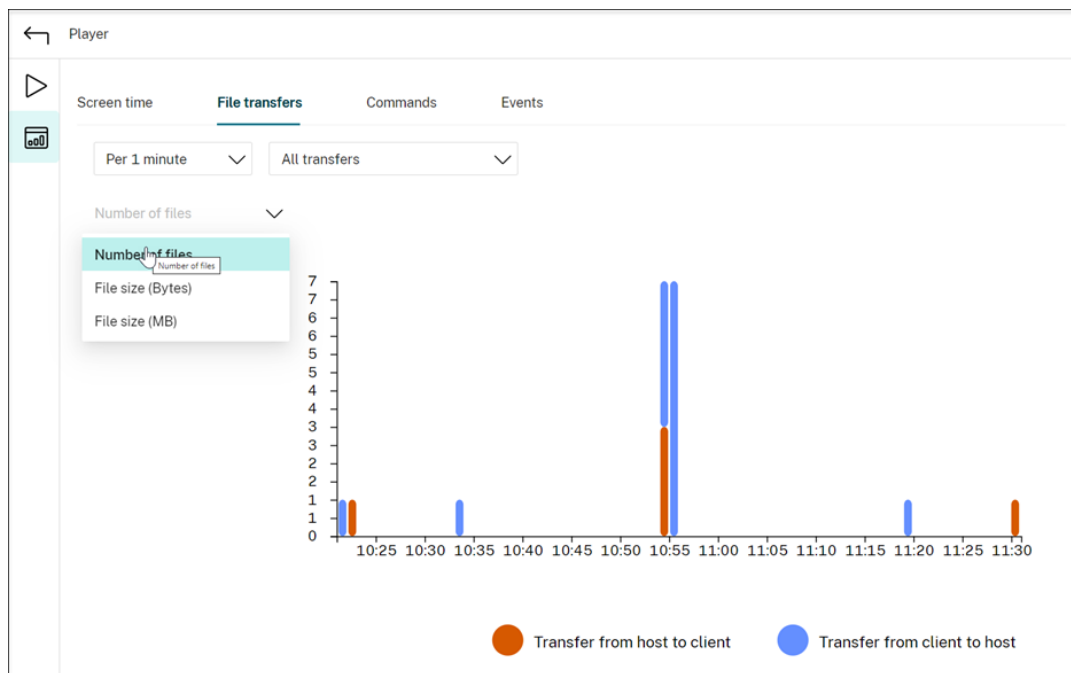 Player
Screen time File transfers Commands Events
Per 1 minute All transfers
Number of files
Number of files
Number of files
File size (Bytes)
File size (MB)
7
7
6
6
5
5
4
4
3
3
2
2
1
1
0
10:25 10:30 10:35 10:40 10:45 10:50 10:55 11:00 11:05 11:10 11:15 11:20 11:25 11:30
Transfer from host to client Transfer from client to host